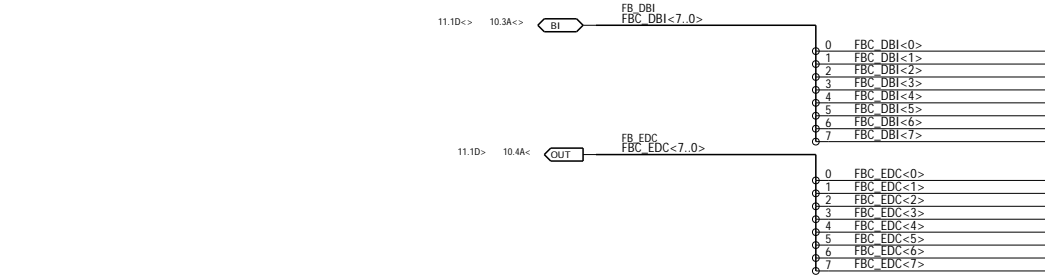 FB_DBI
11.1D<> 10.3A<> BI FBC_DBI<7..0>
0 FBC_DBI<0>
1 FBC_DBI<1>
2 FBC_DBI<2>
3 FBC_DBI<3>
4 FBC_DBI<4>
5 FBC_DBI<5>
6 FBC_DBI<6>
7 FBC_DBI<7>
FB_EDC
11.1D> 10.4A< OUT FBC_EDC<7..0>
0 FBC_EDC<0>
1 FBC_EDC<1>
2 FBC_EDC<2>
3 FBC_EDC<3>
4 FBC_EDC<4>
5 FBC_EDC<5>
6 FBC_EDC<6>
7 FBC_EDC<7>